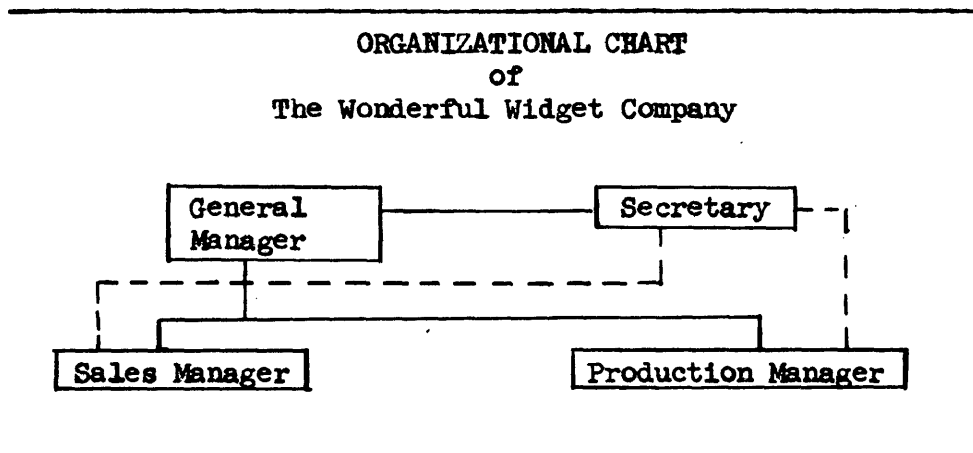 ORGANIZATIONAL CHART
of
The Wonderful Widget Company
General
Manager
Secretary
Sales Manager
Production Manager